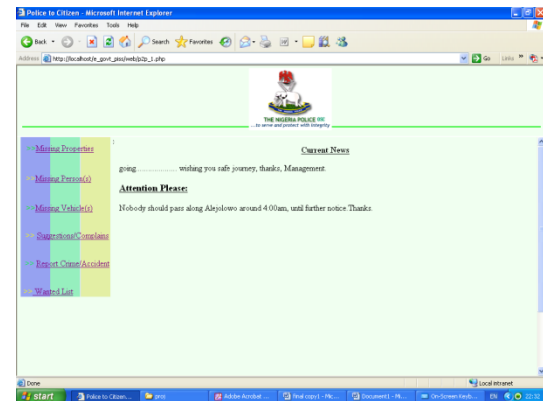 Police to Citizen - Microsoft Internet Explorer
File Edit View Favorites Tools Help
Back Search Favorites
Address http://localhost/e_govt_piss/web/p2p_1.php Go Links
THE NIGERIA POLICE
...to serve and protect with integrity
Missing Properties
>> Missing Person(s)
Missing Vehicle(s)
>> Suggestions/Complains
Report Crime/Accident
>> Wanted List
Current News
going.................. wishing you safe journey, thanks, Management.
Attention Please:
Nobody should pass along Alejolowo around 4:00am, until further notice Thanks.
Done Local intranet
start Police to Citizen... proj Adobe Acrobat ... final copy1 - Mic... Document1 - Mi... On-Screen Keyb... EN 22:32